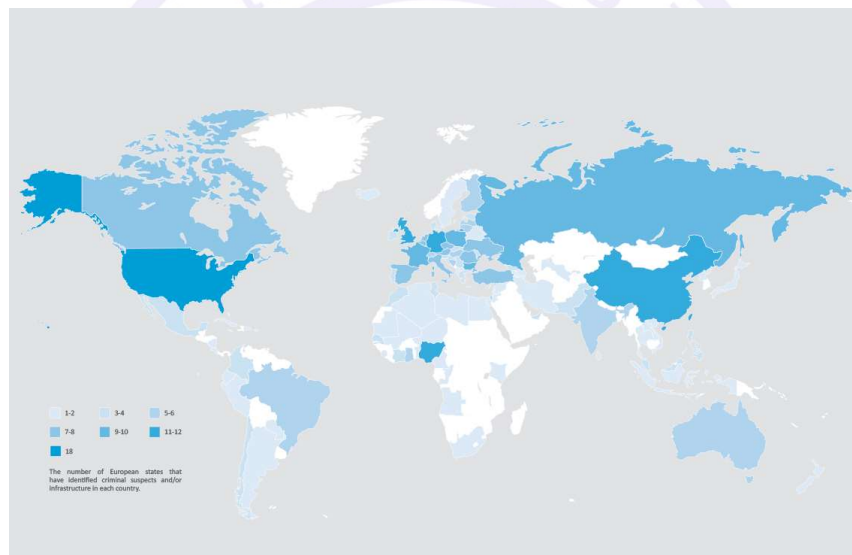 1-2 3-4 5-6
7-8 9-10 11-12
18
The number of European states that
have identified criminal suspects and/or
infrastructure in each country.